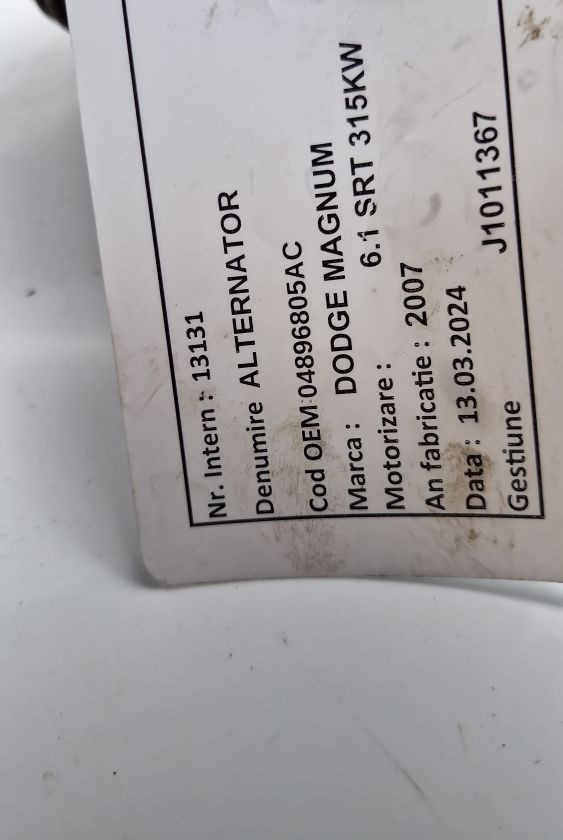 Nr. Intern : 13131
Denumire ALTERNATOR
Cod OEM:04896805AC
Marca : DODGE MAGNUM
Motorizare : 6.1 SRT 315KW
An fabricatie : 2007
Data : 13.03.2024
Gestiune J1011367